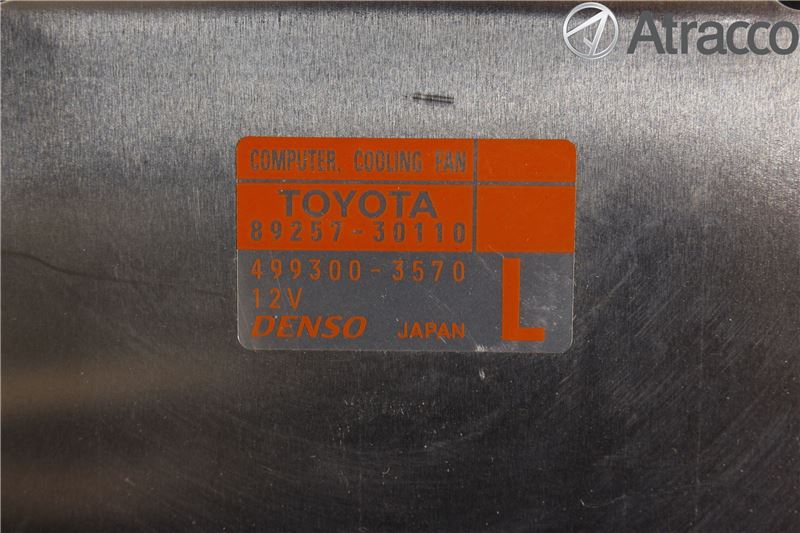 Atracco
COMPUTER, COOLING FAN
TOYOTA
89257-30110
499300-3570
12V
DENSO JAPAN
L